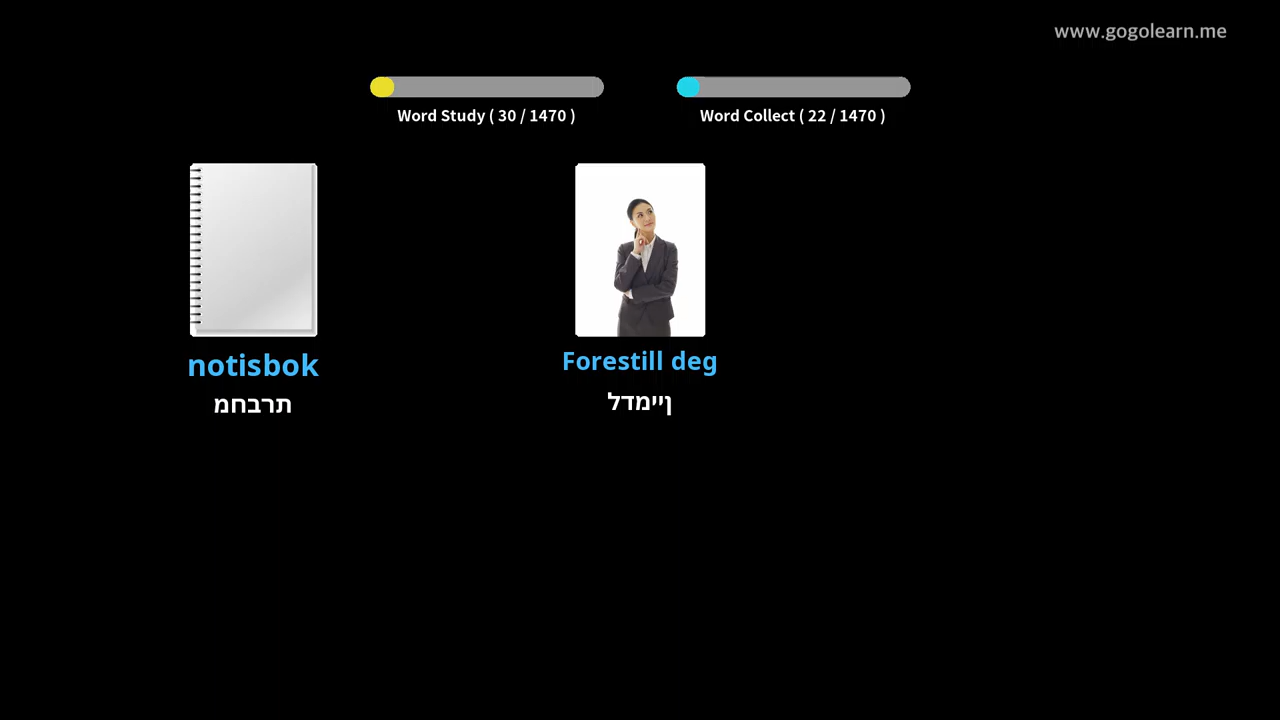 www.gogolearn.me
Word Study ( 30 / 1470 )
Word Collect ( 22 / 1470 )
notisbok
תרבחמ
Forestill deg
ןיימדל